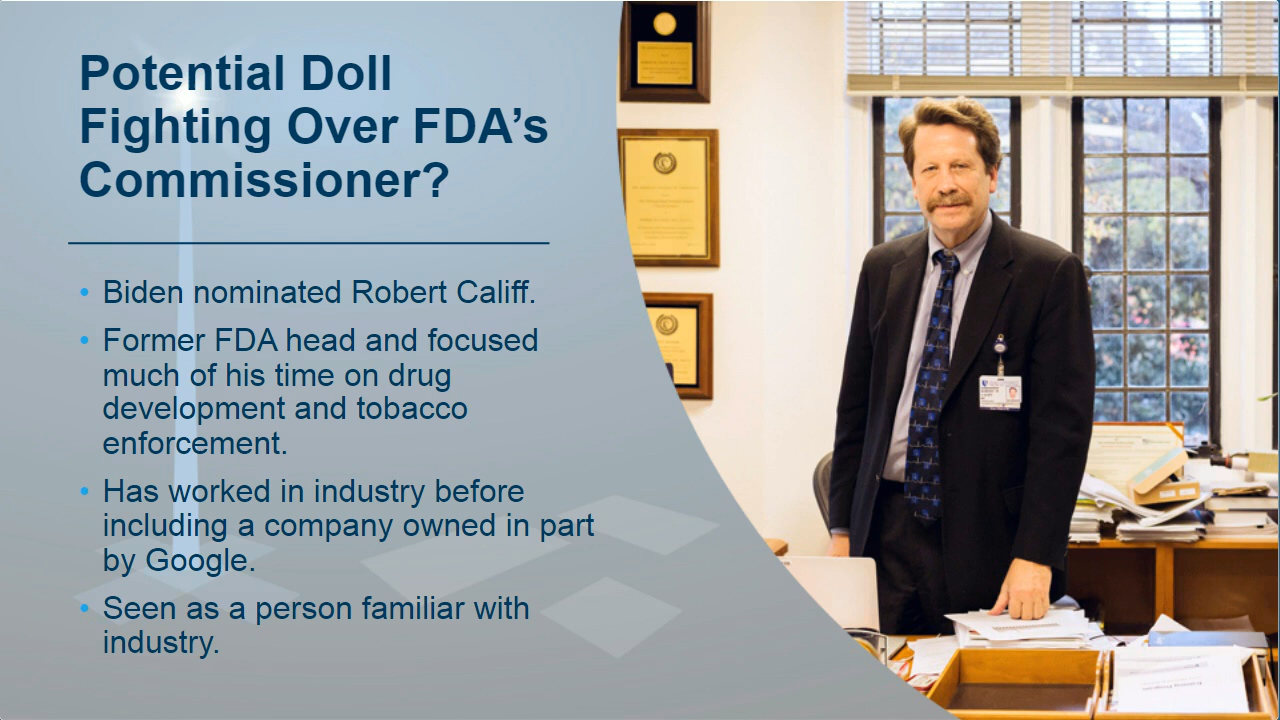 Potential Doll
Fighting Over FDA’s
Commissioner?
• Biden nominated Robert Califf.
• Former FDA head and focused
much of his time on drug
development and tobacco
enforcement.
• Has worked in industry before
including a company owned in part
by Google.
• Seen as a person familiar with
industry.